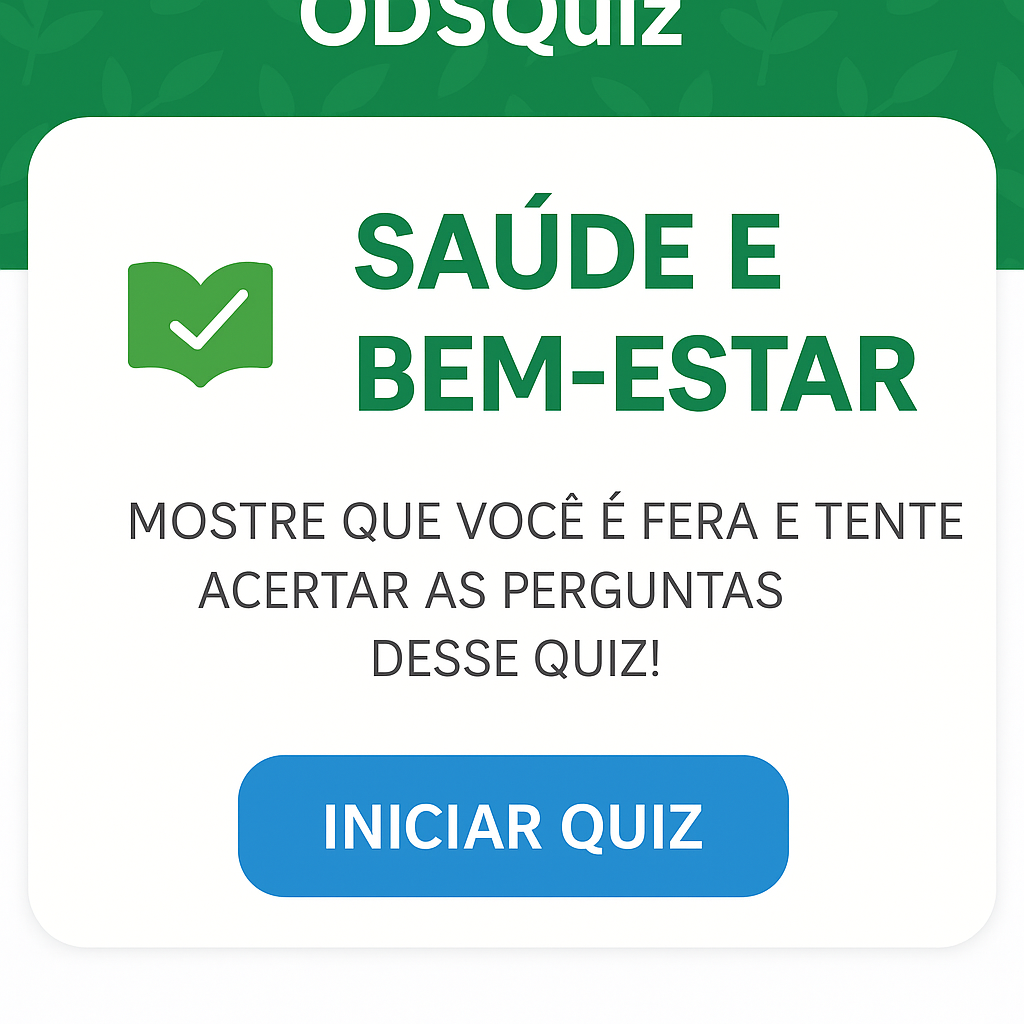 ODSQuiz
SAÚDE E
BEM-ESTAR
MOSTRE QUE VOCÊ É FERA E TENTE
ACERTAR AS PERGUNTAS
DESSE QUIZ!
INICIAR QUIZ